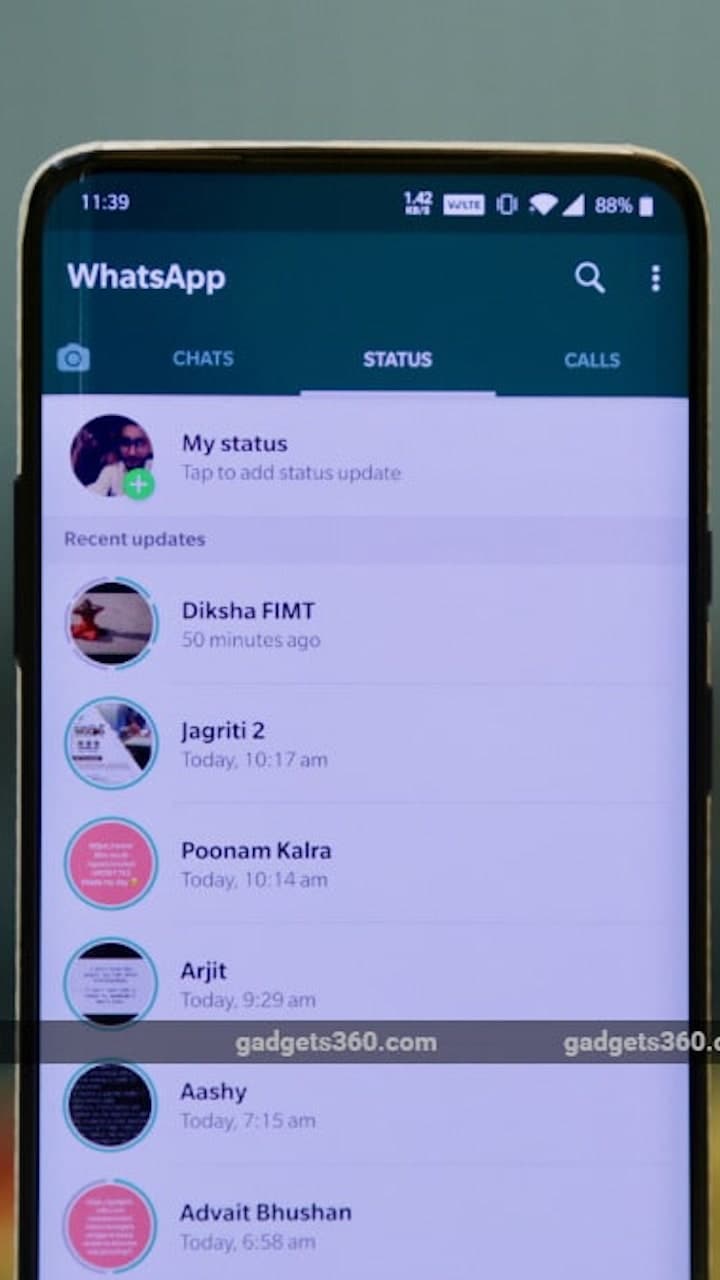 11:39
1.42
KB/S
VoLTE
88%
WhatsApp
CHATS
STATUS
CALLS
My status
Tap to add status update
Recent updates
Diksha FIMT
50 minutes ago
Jagriti 2
Today, 10:17 am
Poonam Kalra
Today, 10:14 am
Arjit
Today, 9:29 am
gadgets360.com
gadgets360.c
Aashy
Today, 7:15 am
Advait Bhushan
Today, 6:58 am